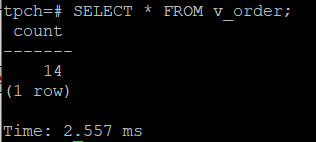 tpch=# SELECT * FROM v_order;
 count
-------
    14
(1 row)

Time: 2.557 ms